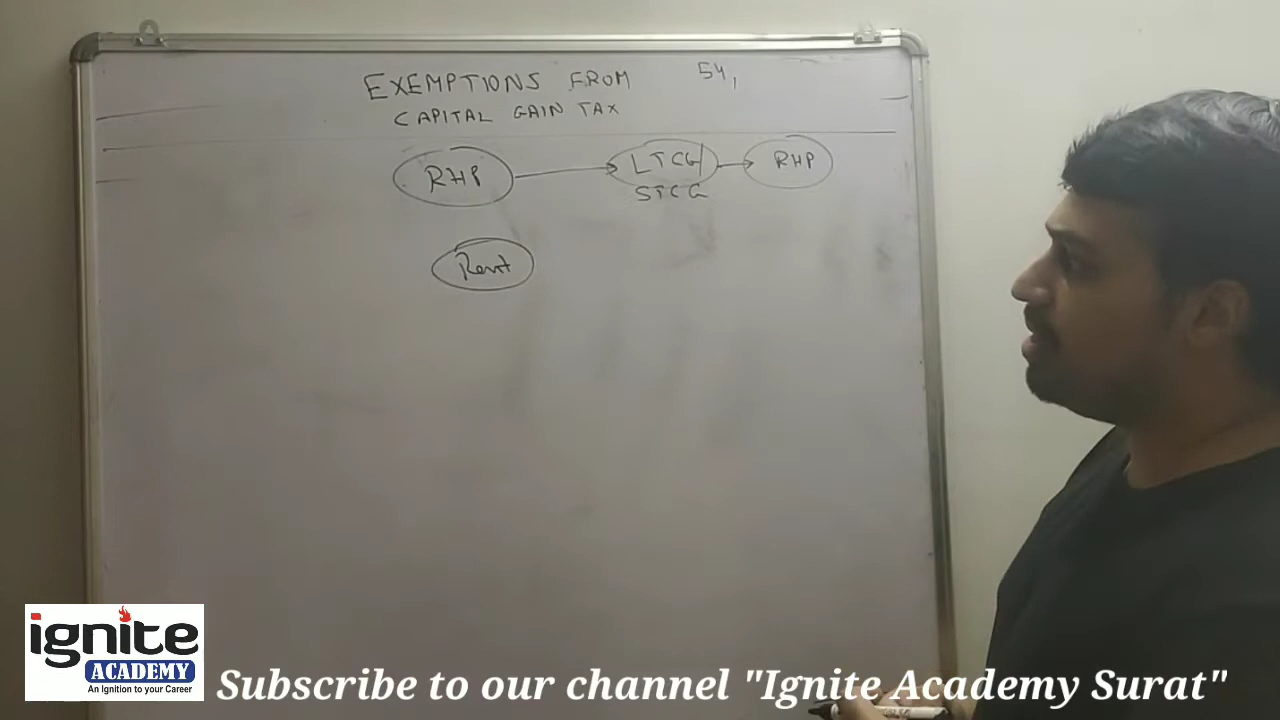 EXEMPTIONS FROM 54,
CAPITAL GAIN TAX
RHP LTCG/ RHP
STCG
Rent
ignite
ACADEMY
An Ignition to your Career
Subscribe to our channel "Ignite Academy Surat"